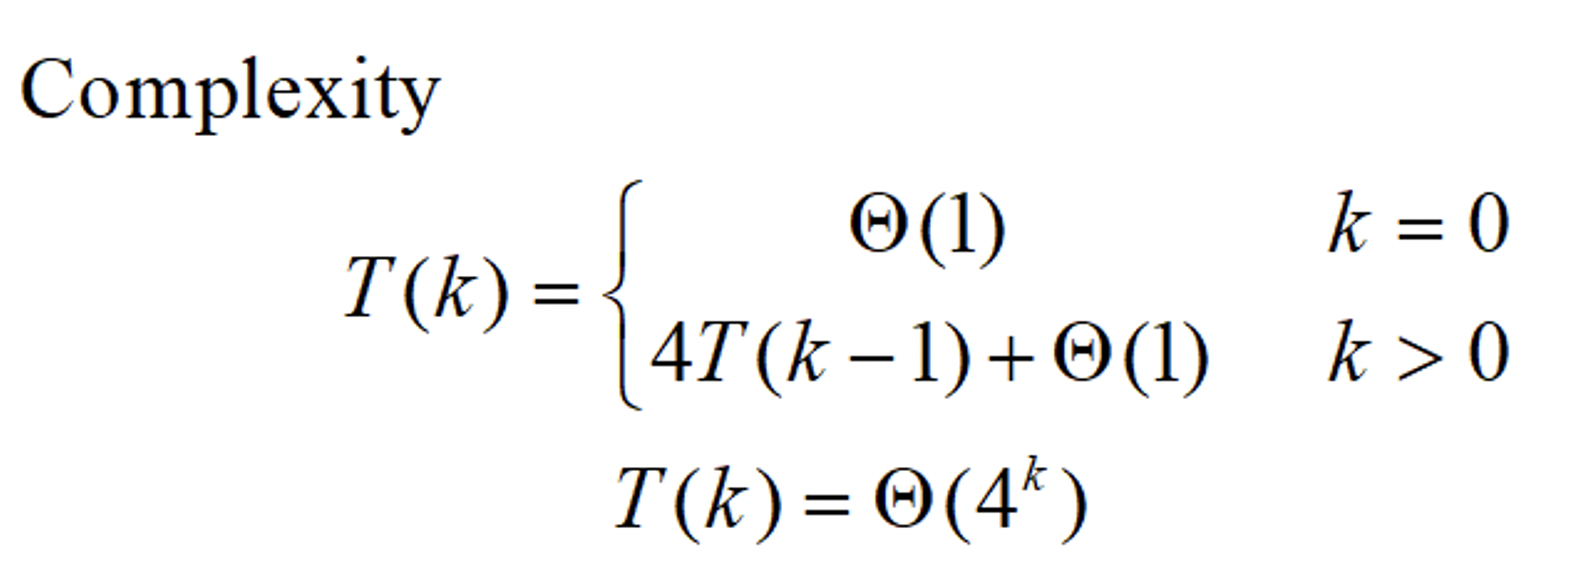 Complexity
T(k) = { Θ(1) k = 0
4T(k − 1) + Θ(1) k > 0
T(k) = Θ(4^k)